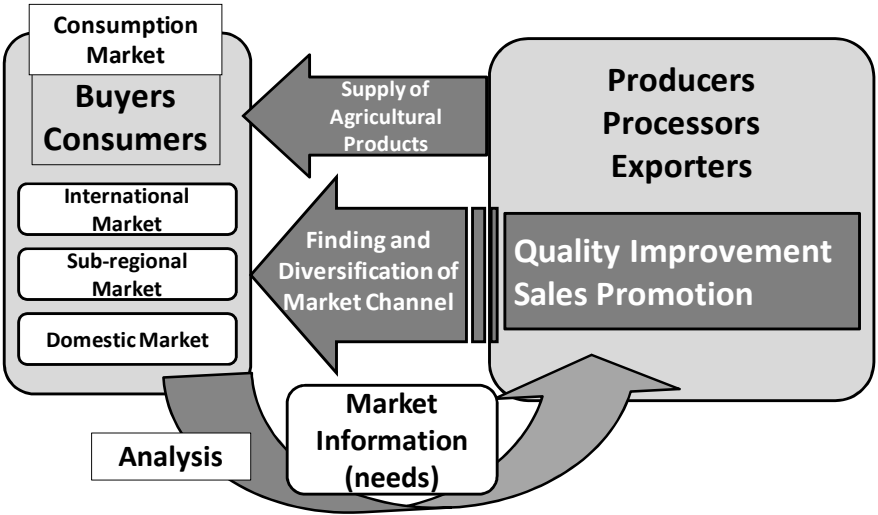 Consumption
Market
Buyers
Consumers
International
Market
Sub-regional
Market
Domestic Market
Supply of
Agricultural
Products
Finding and
Diversification of
Market Channel
Producers
Processors
Exporters
Quality Improvement
Sales Promotion
Analysis
Market
Information
(needs)